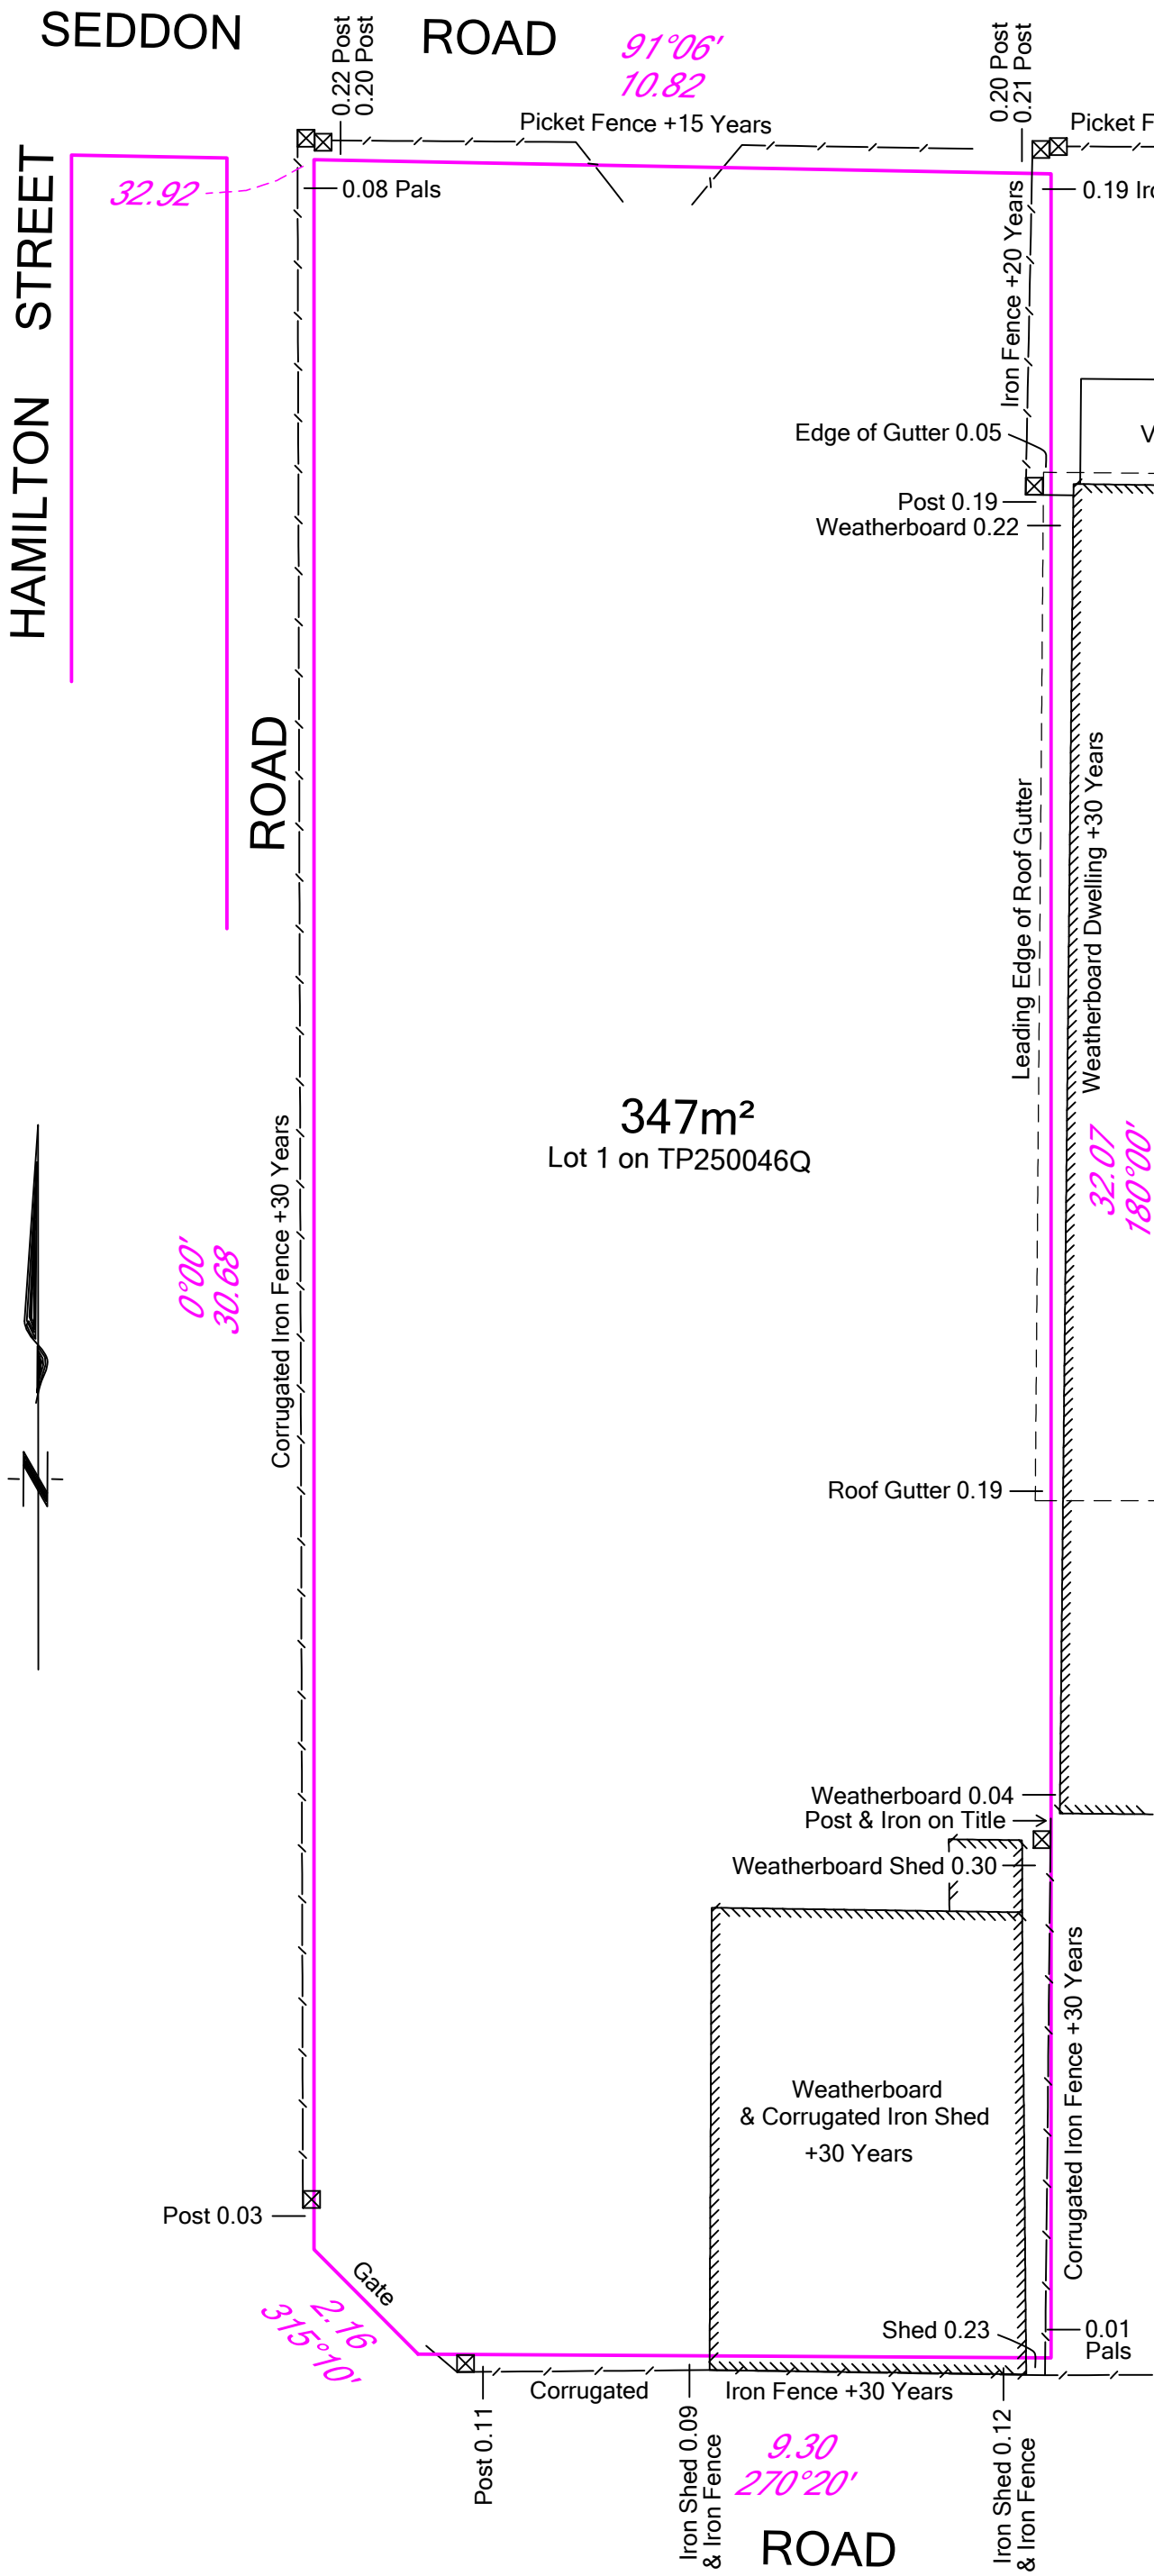 SEDDON ROAD
91°06'
10.82
0.22 Post
0.20 Post
0.20 Post
0.21 Post
Picket Fence +15 Years
Picket F
HAMILTON STREET
32.92
0.08 Pals
0.19 Iro
Iron Fence +20 Years
Edge of Gutter 0.05
V
Post 0.19
Weatherboard 0.22
ROAD
Leading Edge of Roof Gutter
Weatherboard Dwelling +30 Years
347m²
Lot 1 on TP250046Q
32.07
180°00'
Corrugated Iron Fence +30 Years
0°00'
30.68
N
Roof Gutter 0.19
Weatherboard 0.04
Post & Iron on Title
Weatherboard Shed 0.30
Corrugated Iron Fence +30 Years
Weatherboard
& Corrugated Iron Shed
+30 Years
Post 0.03
Gate
2.16
315°10'
Shed 0.23
0.01
Pals
Corrugated Iron Fence +30 Years
Post 0.11
Iron Shed 0.09
& Iron Fence
9.30
270°20'
Iron Shed 0.12
& Iron Fence
ROAD